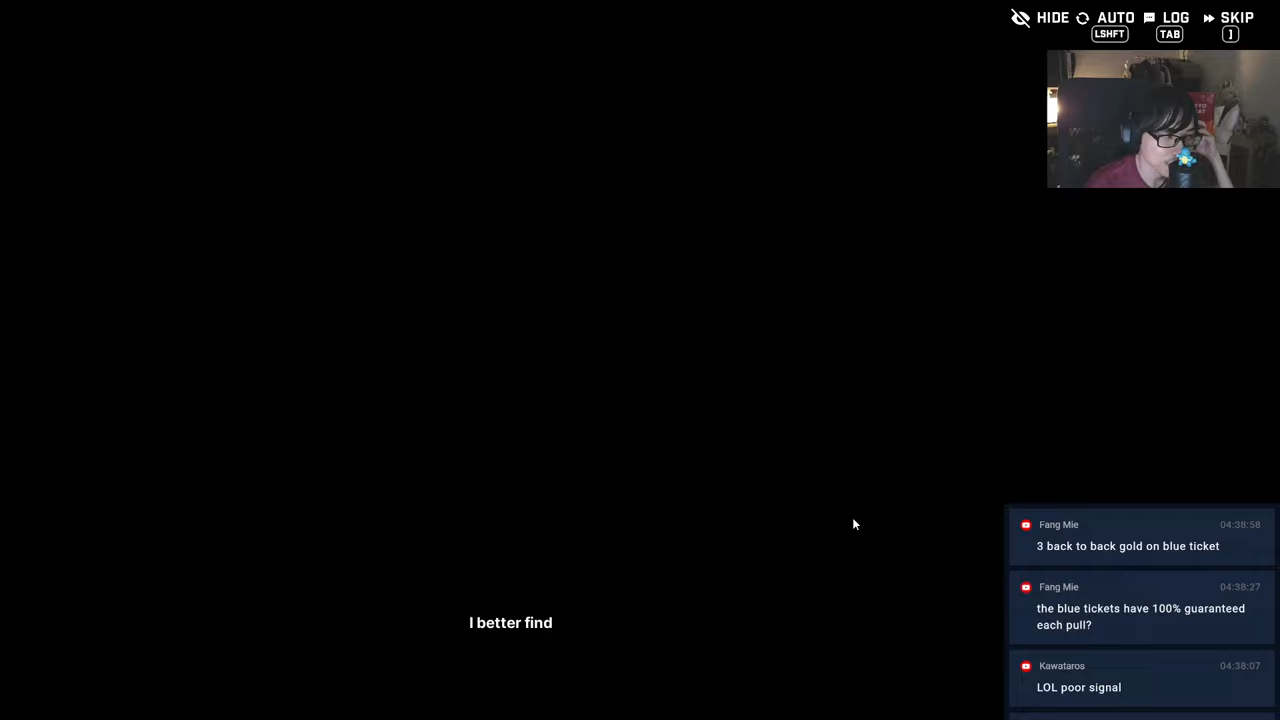 HIDE AUTO LOG SKIP
LSHFT TAB ]
Fang Mie 04:38:58
3 back to back gold on blue ticket
Fang Mie 04:38:27
the blue tickets have 100% guaranteed
each pull?
I better find
Kawataros 04:38:07
LOL poor signal